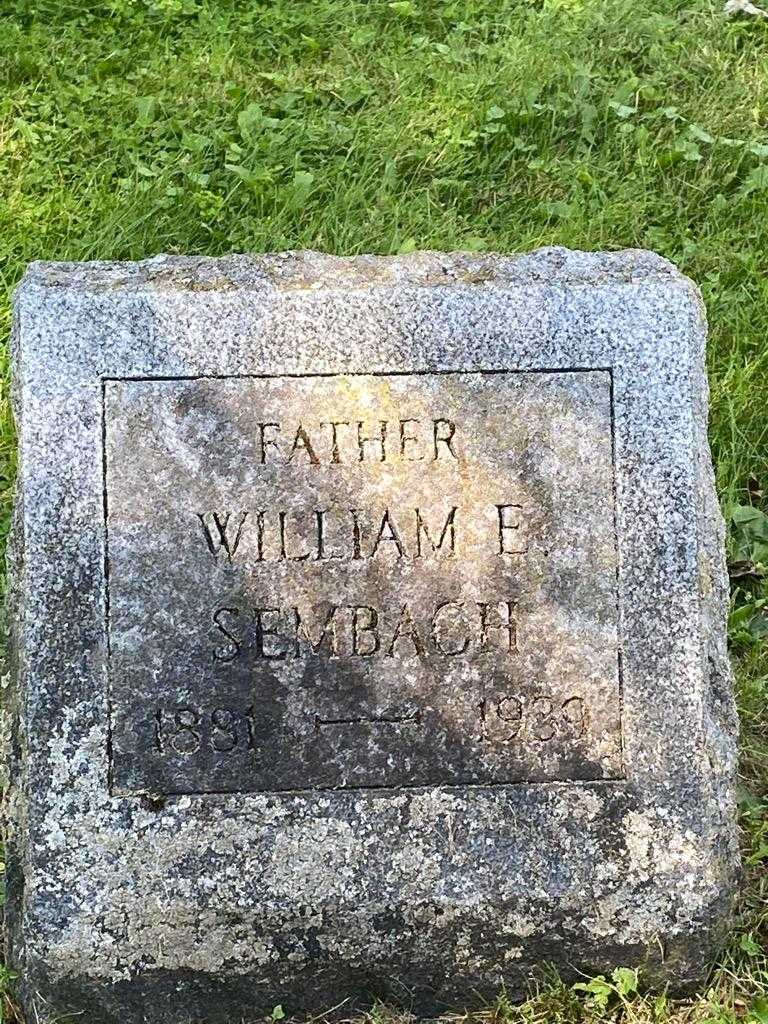 FATHER
WILLIAM E.
SEMBACH
1881 — 1939